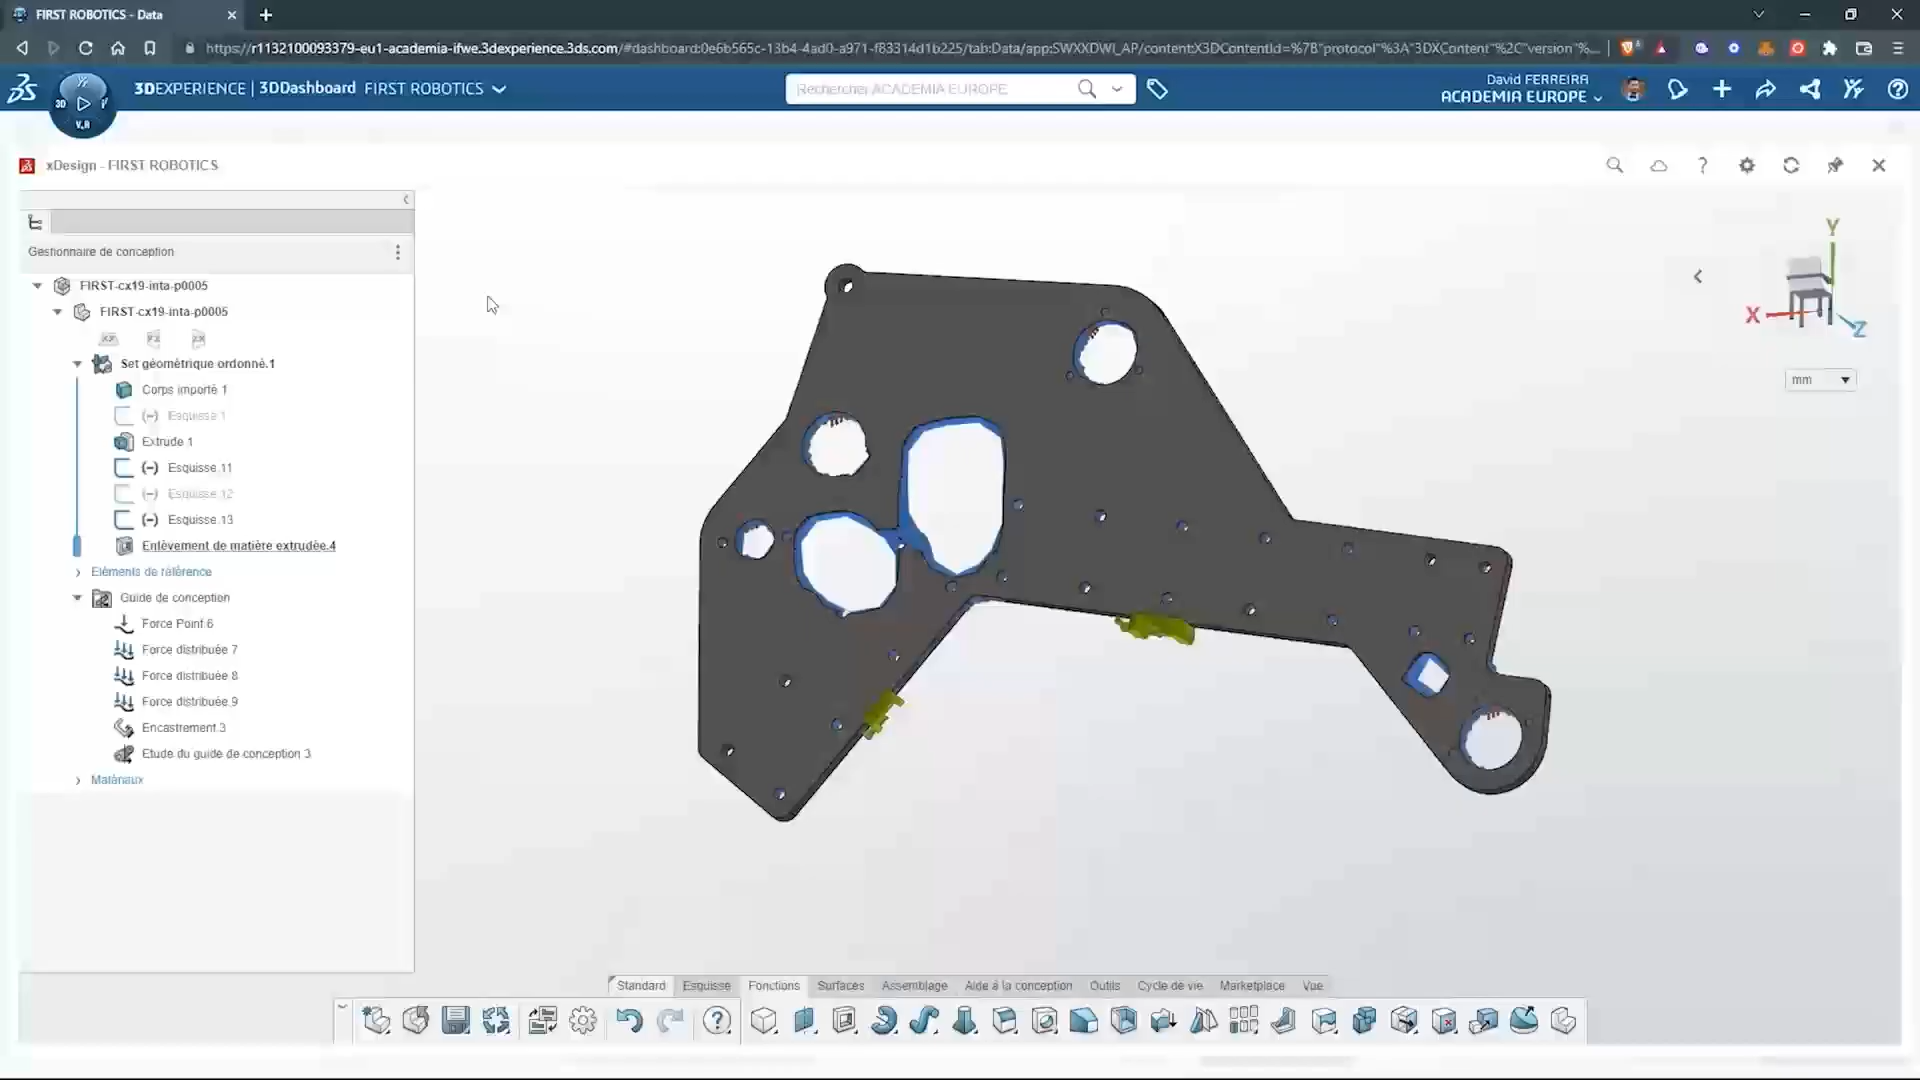 FIRST ROBOTICS - Data
https://r1132100093379-eu1-academia-ifwe.3dexperience.3ds.com/#dashboard:0e6b565c-13b4-4ad0-a971-f83314d1b225/tab:Data/app:SWXXDWI_AP/content:X3DContentId=%7B"protocol"%3A"3DXContent"%2C"version"%...
3D
V.R
3DEXPERIENCE | 3DDashboard FIRST ROBOTICS
Rechercher ACADEMIA EUROPE
David FERREIRA
ACADEMIA EUROPE
xDesign - FIRST ROBOTICS
Gestionnaire de conception
FIRST-cx19-inta-p0005
FIRST-cx19-inta-p0005
Set géométrique ordonné.1
Corps importé 1
(-) Esquisse 1
Extrude 1
(-) Esquisse.11
(-) Esquisse.12
(-) Esquisse.13
Enlèvement de matière extrudée.4
Eléments de référence
Guide de conception
Force Point.6
Force distribuée 7
Force distribuée 8
Force distribuée.9
Encastrement.3
Etude du guide de conception 3
Matériaux
Y
X
Z
mm
Standard Esquisse Fonctions Surfaces Assemblage Aide à la conception Outils Cycle de vie Marketplace Vue